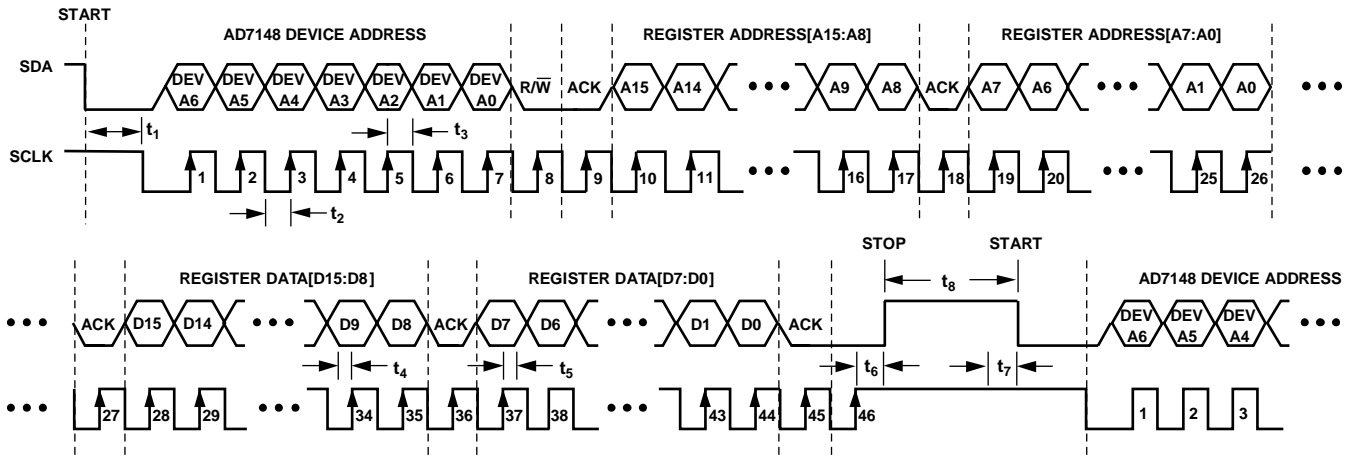 START
AD7148 DEVICE ADDRESS REGISTER ADDRESS[A15:A8] REGISTER ADDRESS[A7:A0]
SDA DEV A6 DEV A5 DEV A4 DEV A3 DEV A2 DEV A1 DEV A0 R/W̅ ACK A15 A14 ••• A9 A8 ACK A7 A6 ••• A1 A0 •••
t1 t3
SCLK 1 2 3 4 5 6 7 8 9 10 11 ••• 16 17 18 19 20 ••• 25 26 •••
t2
STOP START
REGISTER DATA[D15:D8] REGISTER DATA[D7:D0] t8 AD7148 DEVICE ADDRESS
••• ACK D15 D14 ••• D9 D8 ACK D7 D6 ••• D1 D0 ACK DEV A6 DEV A5 DEV A4 •••
t4 t5 t6 t7
••• 27 28 29 ••• 34 35 36 37 38 ••• 43 44 45 46 1 2 3 •••